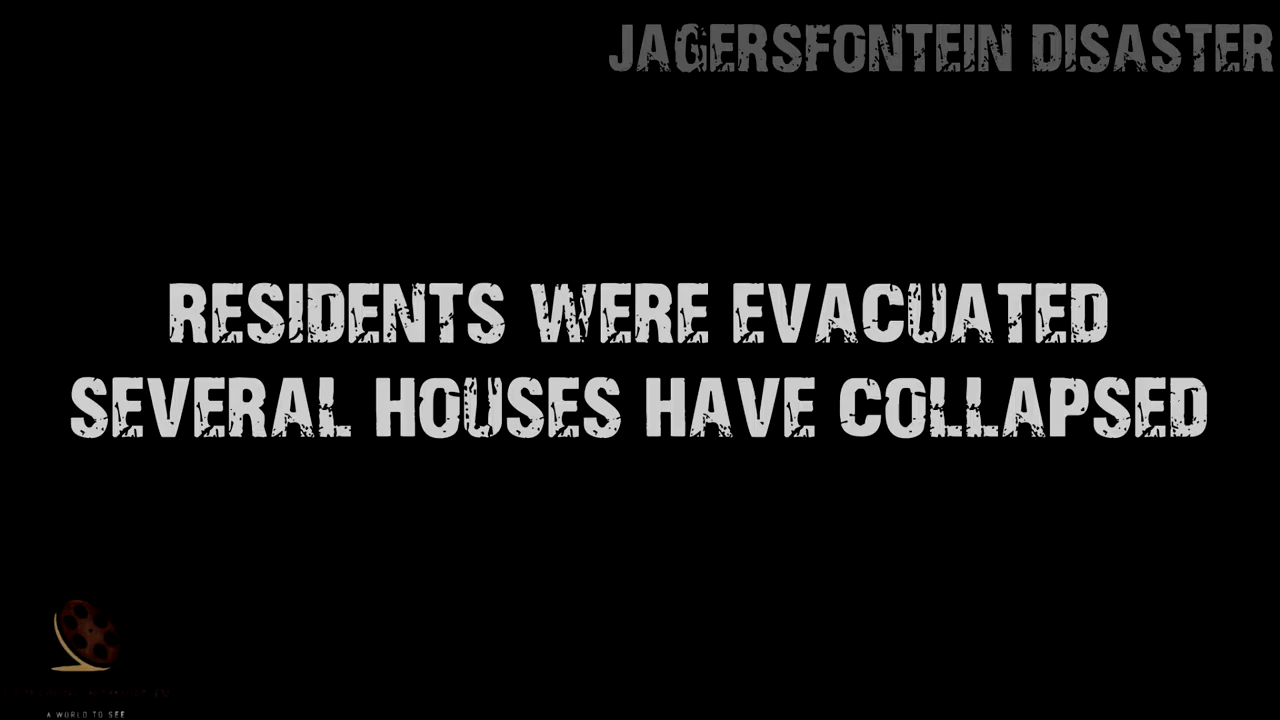 JAGERSFONTEIN DISASTER
RESIDENTS WERE EVACUATED
SEVERAL HOUSES HAVE COLLAPSED
A WORLD TO SEE